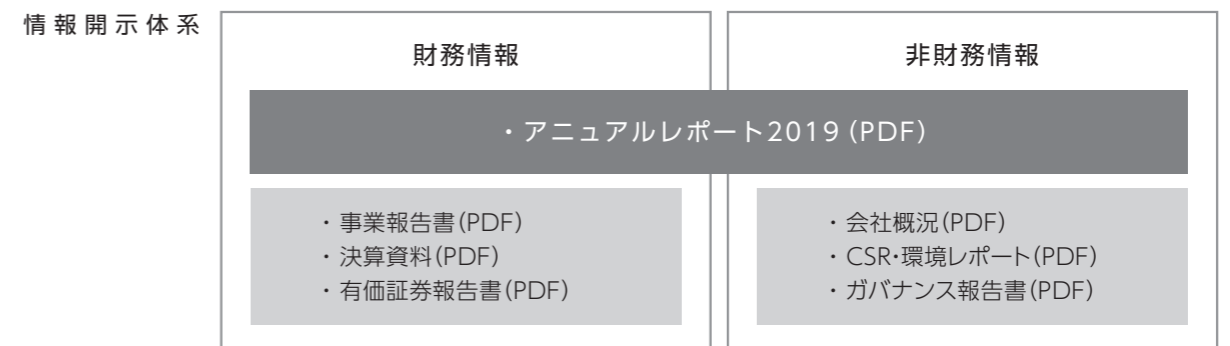 情報開示体系
財務情報
非財務情報
・アニュアルレポート2019（PDF）
・事業報告書（PDF）
・決算資料（PDF）
・有価証券報告書（PDF）
・会社概況（PDF）
・CSR・環境レポート（PDF）
・ガバナンス報告書（PDF）